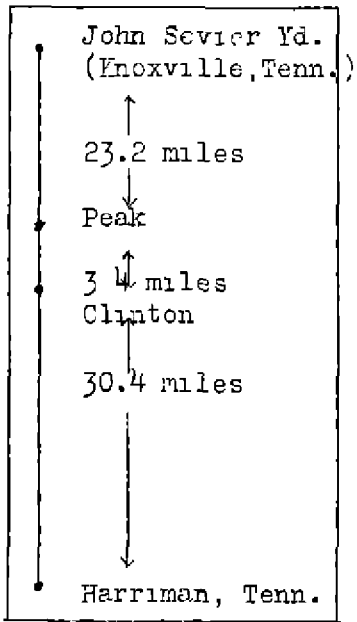 John Sevier Yd.
(Knoxville,Tenn.)
23.2 miles
Peak
3 4 miles
Clinton
30.4 miles
Harriman, Tenn.